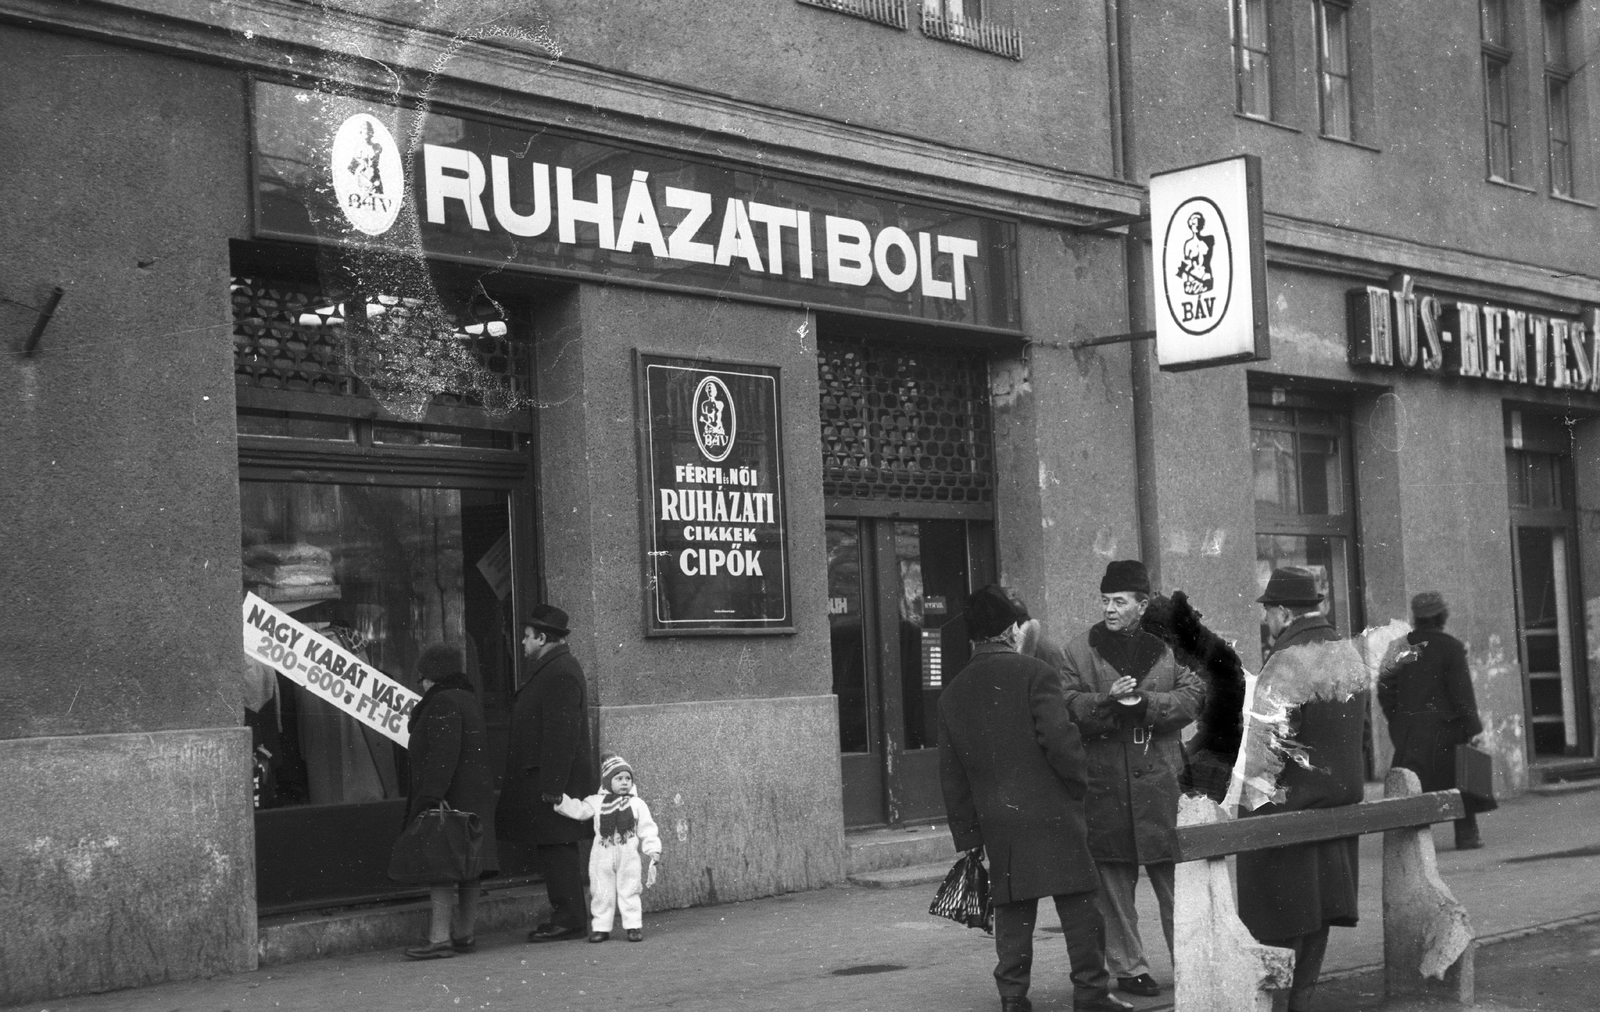 BÁV
RUHÁZATI BOLT
BÁV
HÚS-HENTESÁ
BÁV
FÉRFI ÉS NŐI
RUHÁZATI
CIKKEK
CIPŐK
NAGY KABÁT VÁSÁ
200-600 FT-IG